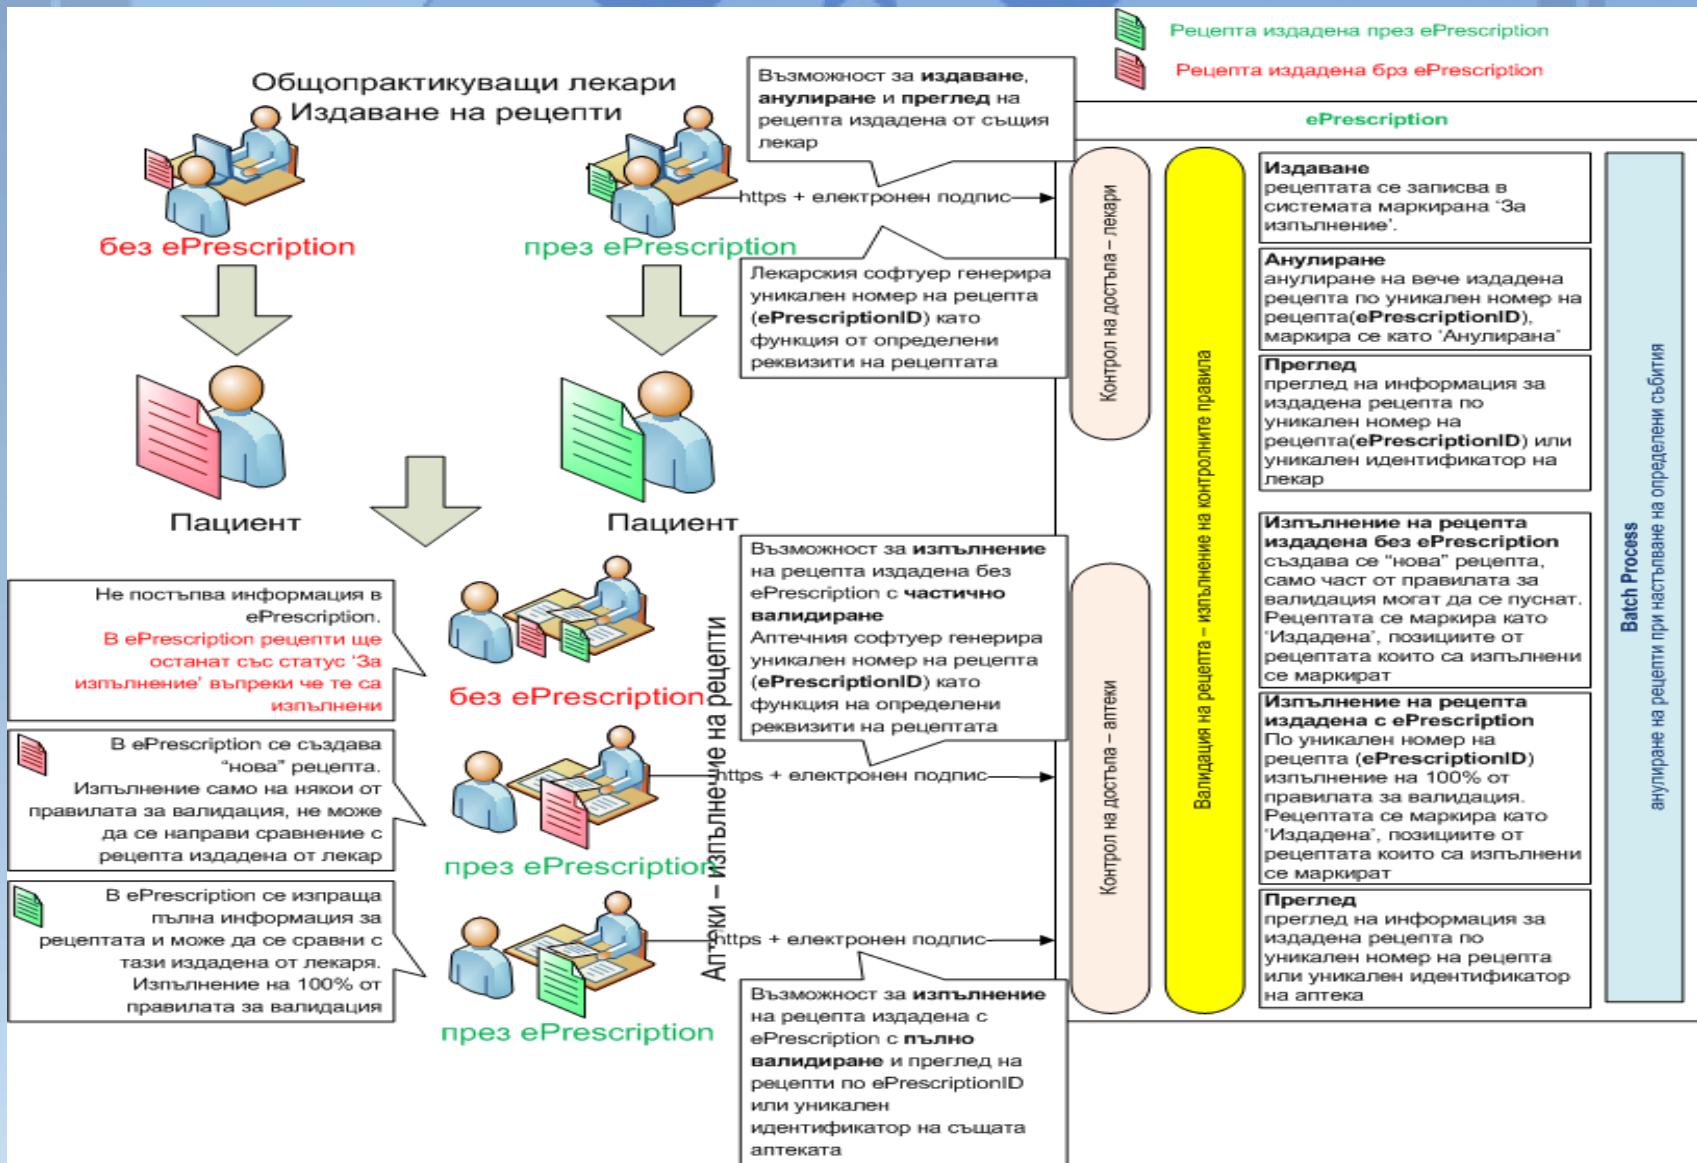 Рецепта издадена през ePrescription
Рецепта издадена брз ePrescription
Общопрактикуващи лекари
Издаване на рецепти
без ePrescription
през ePrescription
Възможност за издаване,
анулиране и преглед на
рецепта издадена от същия
лекар
https + електронен подпис
Лекарския софтуер генерира
уникален номер на рецепта
(ePrescriptionID) като
функция от определени
реквизити на рецептата
Пациент
Пациент
Не постъпва информация в
ePrescription.
В ePrescription рецепти ще
останат със статус ‘За
изпълнение’ въпреки че те са
изпълнени
В ePrescription се създава
“нова” рецепта.
Изпълнение само на някои от
правилата за валидация, не може
да се направи сравнение с
рецепта издадена от лекар
В ePrescription се изпраща
пълна информация за
рецептата и може да се сравни с
тази издадена от лекаря.
Изпълнение на 100% от
правилата за валидация
без ePrescription
през ePrescription
през ePrescription
Аптеки – изпълнение на рецепти
Възможност за изпълнение
на рецепта издадена без
ePrescription с частично
валидиране
Аптечния софтуер генерира
уникален номер на рецепта
(ePrescriptionID) като
функция на определени
реквизити на рецептата
https + електронен подпис
https + електронен подпис
Възможност за изпълнение
на рецепта издадена с
ePrescription с пълно
валидиране и преглед на
рецепти по ePrescriptionID
или уникален
идентификатор на същата
аптеката
ePrescription
Контрол на достъпа – лекари
Контрол на достъпа – аптеки
Валидация на рецепта – изпълнение на контролните правила
Издаване
рецептата се записва в
системата маркирана ‘За
изпълнение’.
Анулиране
анулиране на вече издадена
рецепта по уникален номер на
рецепта(ePrescriptionID),
маркира се като ‘Анулирана’
Преглед
преглед на информация за
издадена рецепта по
уникален номер на
рецепта(ePrescriptionID) или
уникален идентификатор на
лекар
Изпълнение на рецепта
издадена без ePrescription
създава се “нова” рецепта,
само част от правилата за
валидация могат да се пуснат.
Рецептата се маркира като
‘Издадена’, позициите от
рецептата които са изпълнени
се маркират
Изпълнение на рецепта
издадена с ePrescription
По уникален номер на
рецепта (ePrescriptionID)
изпълнение на 100% от
правилата за валидация.
Рецептата се маркира като
‘Издадена’, позициите от
рецептата които са изпълнени
се маркират
Преглед
преглед на информация за
издадена рецепта по
уникален номер на рецепта
или уникален идентификатор
на аптека
Batch Process
анулиране на рецепти при настъпване на определени събития